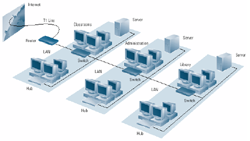 Internet
T1 Line
Router
LAN
Classrooms
Server
Switch
Hub
Administration
Server
LAN
Switch
Hub
Library
Server
LAN
Switch
Hub